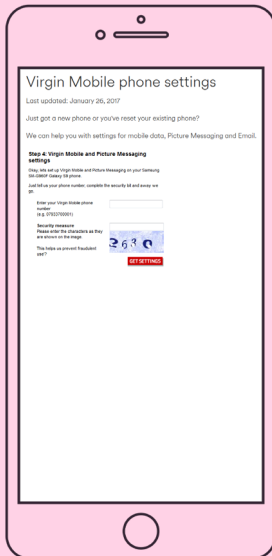 Virgin Mobile phone settings
Last updated: January 26, 2017
Just got a new phone or you've reset your existing phone?
We can help you with settings for mobile data, Picture Messaging and Email.
Step 4: Virgin Mobile and Picture Messaging
settings
Okay, lets set up Virgin Mobile and Picture Messaging on your Samsung
SM-G960F Galaxy S9 phone.
Just tell us your phone number, complete the security bit and away we
go.
Enter your Virgin Mobile phone
number
(e.g. 07933700001)
Security measure
Please enter the characters as they
are shown on the image.
This helps us prevent fraudulent
use?
GET SETTINGS